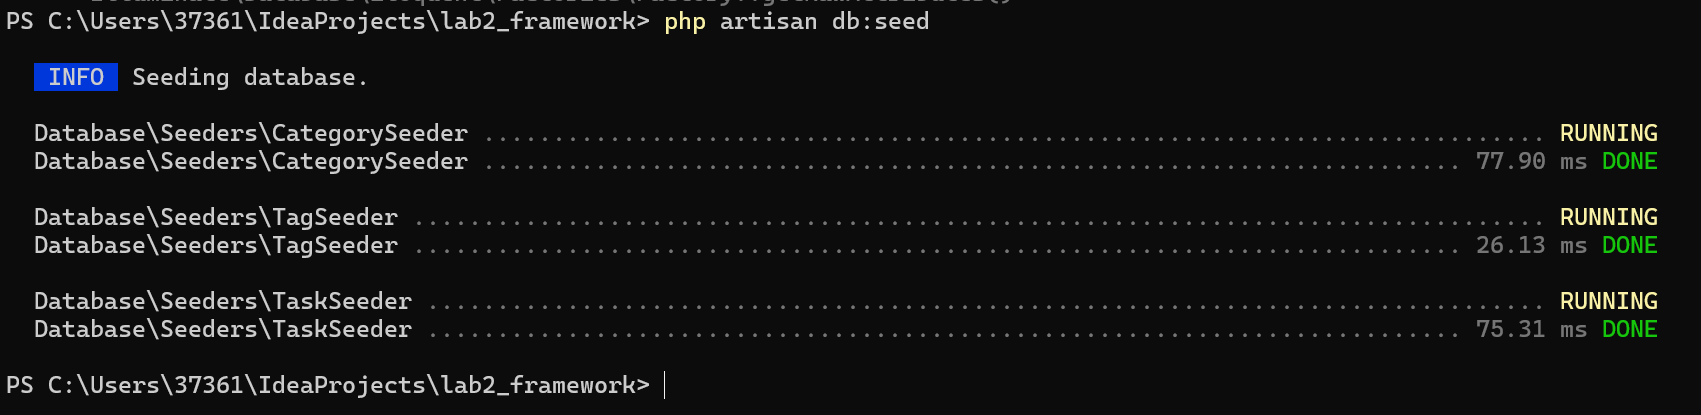 PS C:\Users\37361\IdeaProjects\lab2_framework> php artisan db:seed
INFO Seeding database.
Database\Seeders\CategorySeeder ............................................................................ RUNNING
Database\Seeders\CategorySeeder ...................................................................... 77.90 ms DONE
Database\Seeders\TagSeeder ................................................................................. RUNNING
Database\Seeders\TagSeeder ........................................................................... 26.13 ms DONE
Database\Seeders\TaskSeeder ................................................................................ RUNNING
Database\Seeders\TaskSeeder .......................................................................... 75.31 ms DONE
PS C:\Users\37361\IdeaProjects\lab2_framework>